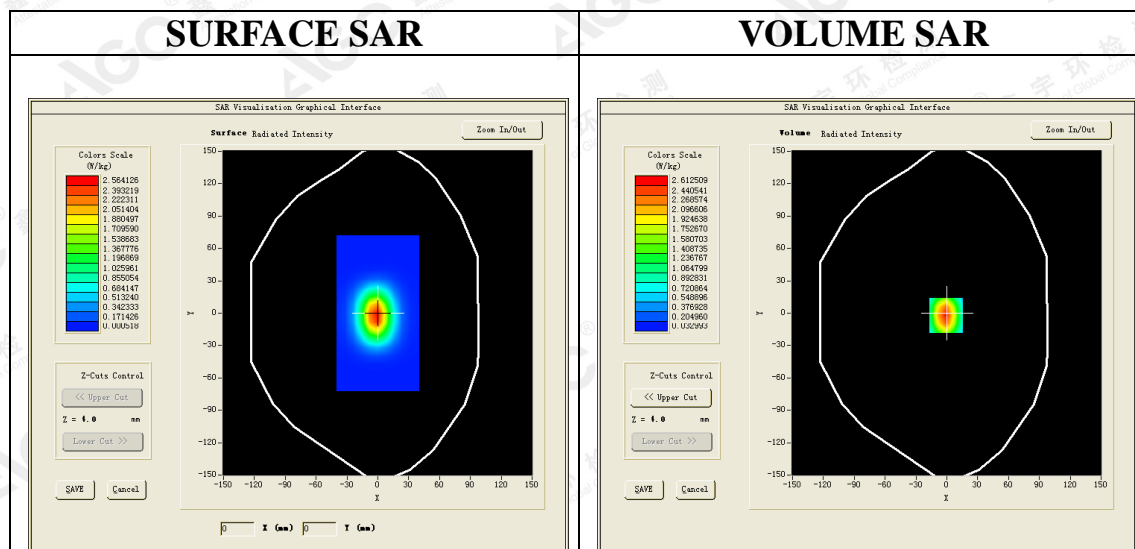 SURFACE SAR
VOLUME SAR
SAR Visualisation Graphical Interface
Surface Radiated Intensity
Zoom In/Out
Colors Scale
(W/kg)
2.564126
2.393219
2.222311
2.051404
1.880497
1.709590
1.538683
1.367776
1.196869
1.025961
0.855054
0.684147
0.513240
0.342333
0.171426
0.000518
150
120
90
60
30
0
-30
-60
-90
-120
-150
Y
-150 -120 -90 -60 -30 0 30 60 90 120 150
X
Z-Cuts Control
<< Upper Cut
Z = 4.0 mm
Lower Cut >>
SAVE Cancel
0 X (mm) 0 Y (mm)
SAR Visualisation Graphical Interface
Volume Radiated Intensity
Zoom In/Out
Colors Scale
(W/kg)
2.612509
2.440541
2.268574
2.096606
1.924638
1.752670
1.580703
1.408735
1.236767
1.064799
0.892831
0.720864
0.548896
0.376928
0.204960
0.032993
150
120
90
60
30
0
-30
-60
-90
-120
-150
Y
-150 -120 -90 -60 -30 0 30 60 90 120 150
X
Z-Cuts Control
<< Upper Cut
Z = 4.0 mm
Lower Cut >>
SAVE Cancel